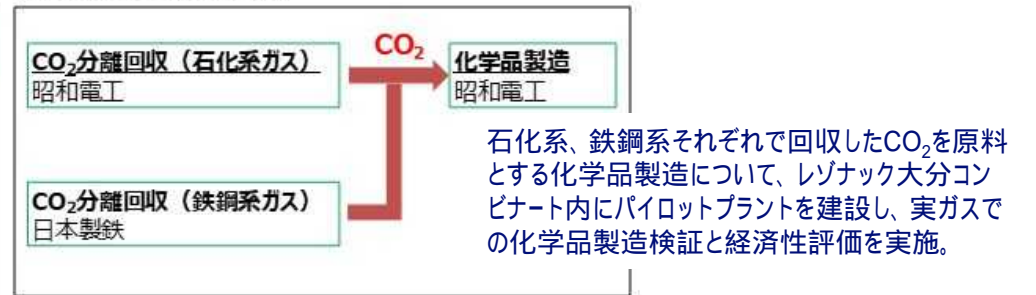 CO₂分離回収（石化系ガス）
昭和電工
CO₂
化学品製造
昭和電工
CO₂分離回収（鉄鋼系ガス）
日本製鉄
石化系、鉄鋼系それぞれで回収したCO₂を原料
とする化学品製造について、レゾナック大分コン
ビナート内にパイロットプラントを建設し、実ガスで
の化学品製造検証と経済性評価を実施。